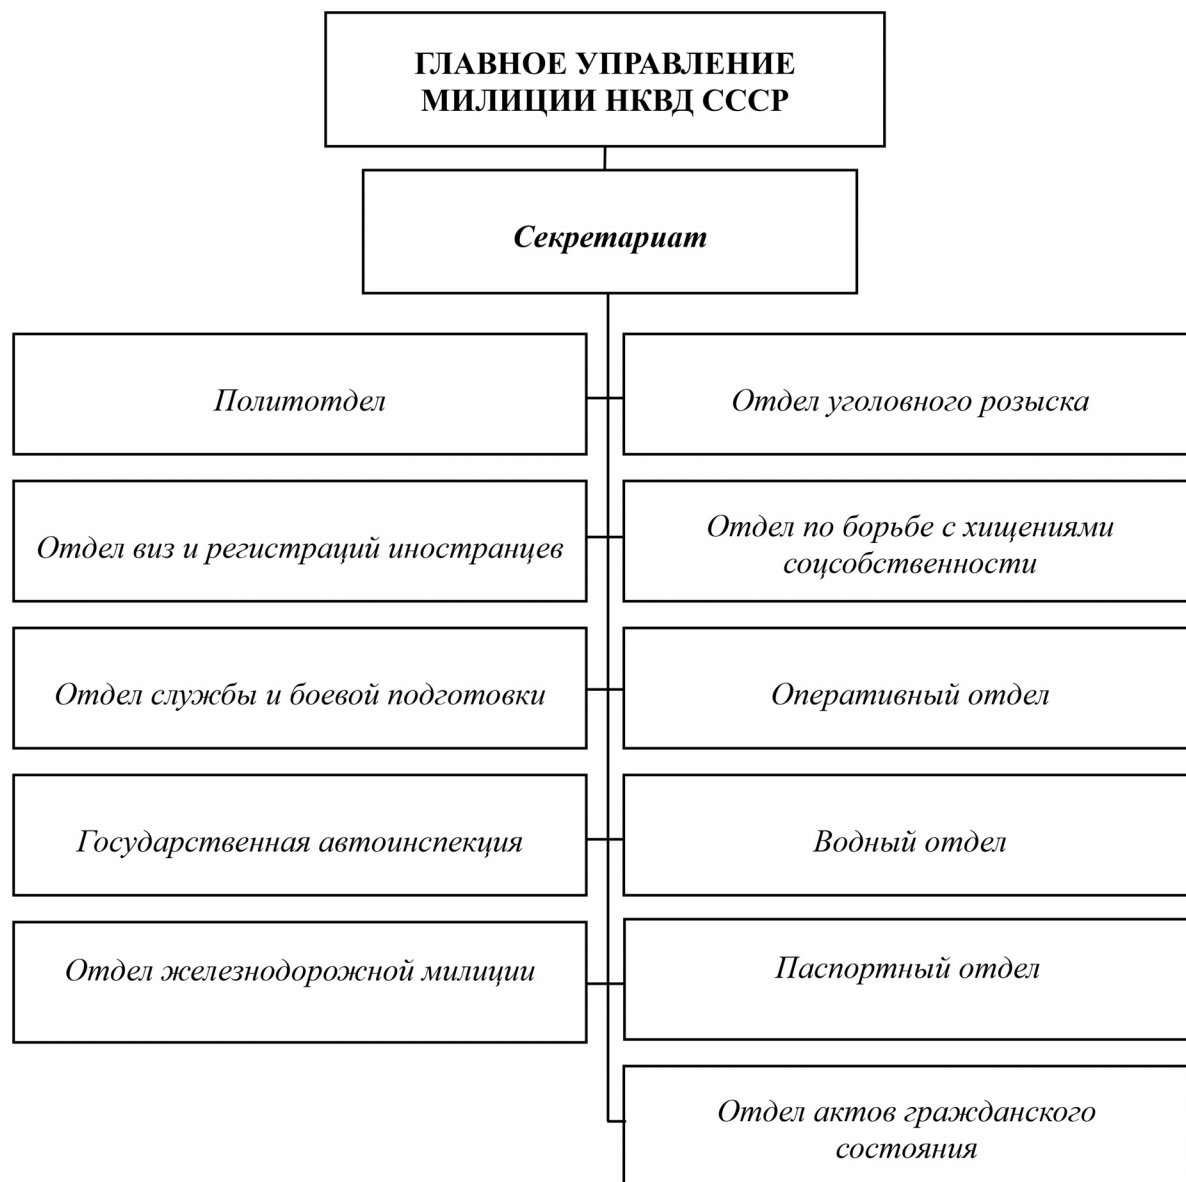 ГЛАВНОЕ УПРАВЛЕНИЕ
МИЛИЦИИ НКВД СССР
Секретариат
Политотдел
Отдел уголовного розыска
Отдел виз и регистраций иностранцев
Отдел по борьбе с хищениями
соцсобственности
Отдел службы и боевой подготовки
Оперативный отдел
Государственная автоинспекция
Водный отдел
Отдел железнодорожной милиции
Паспортный отдел
Отдел актов гражданского
состояния